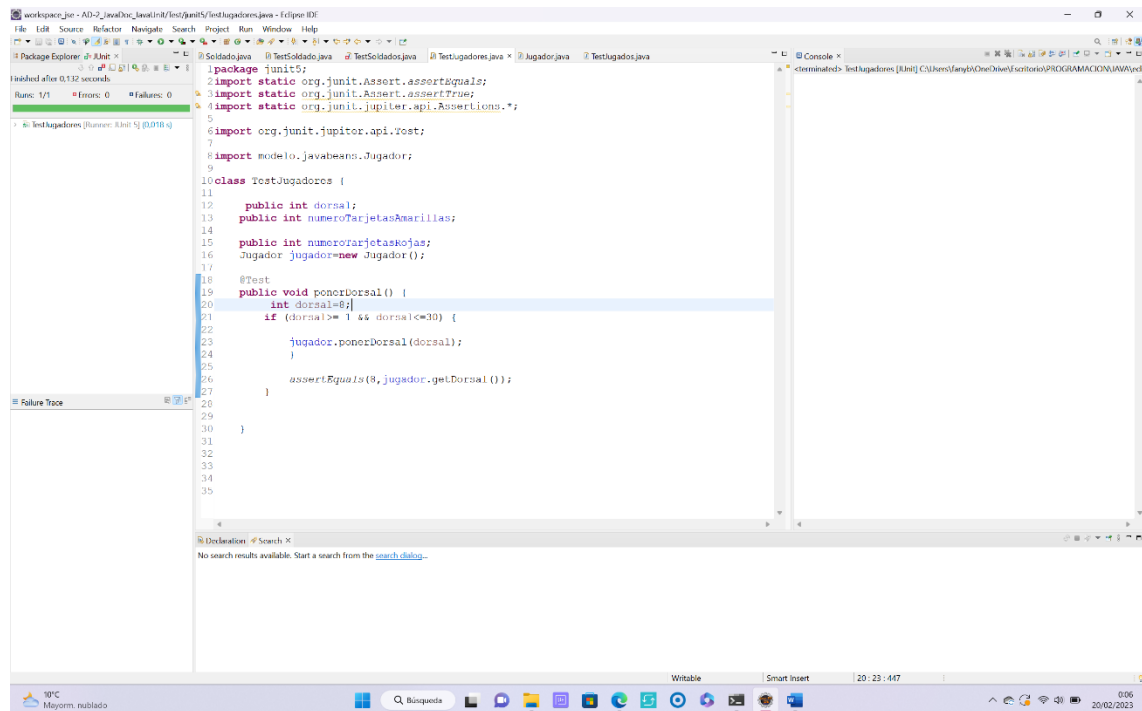 workspace_jse - AD-2_JavaDoc_JavaUnit/Test/junit5/TestJugadores.java - Eclipse IDE
File Edit Source Refactor Navigate Search Project Run Window Help
Package Explorer JUnit ×
Finished after 0,132 seconds
Runs: 1/1 Errors: 0 Failures: 0
TestJugadores [Runner: JUnit 5] (0,018 s)
Failure Trace
Soldado.java TestSoldado.java TestSoldados.java TestJugadores.java × Jugador.java TestJugados.java
1 package junit5;
2 import static org.junit.Assert.assertEquals;
3 import static org.junit.Assert.assertTrue;
4 import static org.junit.jupiter.api.Assertions.*;
5
6 import org.junit.jupiter.api.Test;
7
8 import modelo.javabeans.Jugador;
9
10 class TestJugadores {
11
12 public int dorsal;
13 public int numeroTarjetasAmarillas;
14
15 public int numeroTarjetasRojas;
16 Jugador jugador=new Jugador();
17
18 @Test
19 public void ponerDorsal() {
20 int dorsal=8;
21 if (dorsal>= 1 && dorsal<=30) {
22
23 jugador.ponerDorsal(dorsal);
24 }
25
26 assertEquals(8,jugador.getDorsal());
27 }
28
29
30 }
31
32
33
34
35
Console ×
<terminated> TestJugadores [JUnit] C:\Users\fanyb\OneDrive\Escritorio\PROGRAMACION\JAVA\
Declaration Search ×
No search results available. Start a search from the search dialog...
Writable Smart Insert 20 : 23 : 447
10°C
Mayorm. nublado
Búsqueda
0:06
20/02/2023